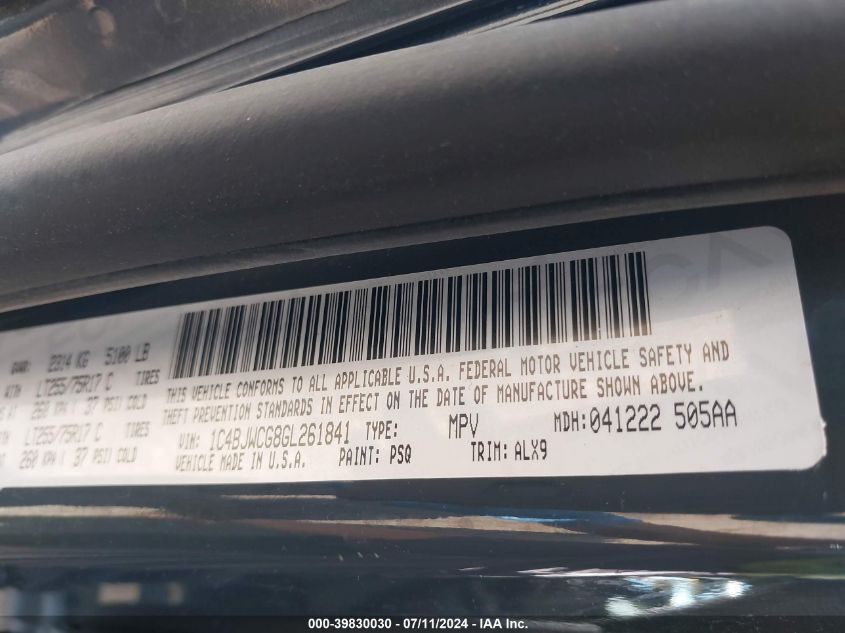 GVWR: 2314 KG 5100 LB
WITH LT255/75R17 C TIRES
AT 260 KPA ( 37 PSI) COLD
LT255/75R17 C TIRES
260 KPA ( 37 PSI) COLD
THIS VEHICLE CONFORMS TO ALL APPLICABLE U.S.A. FEDERAL MOTOR VEHICLE SAFETY AND
THEFT PREVENTION STANDARDS IN EFFECT ON THE DATE OF MANUFACTURE SHOWN ABOVE.
VIN: 1C4BJWCG8GL261841 TYPE: MPV MDH: 041222 505AA
VEHICLE MADE IN U.S.A. PAINT: PSQ TRIM: ALX9
000-39830030 / 07/11/2024 - IAA Inc.